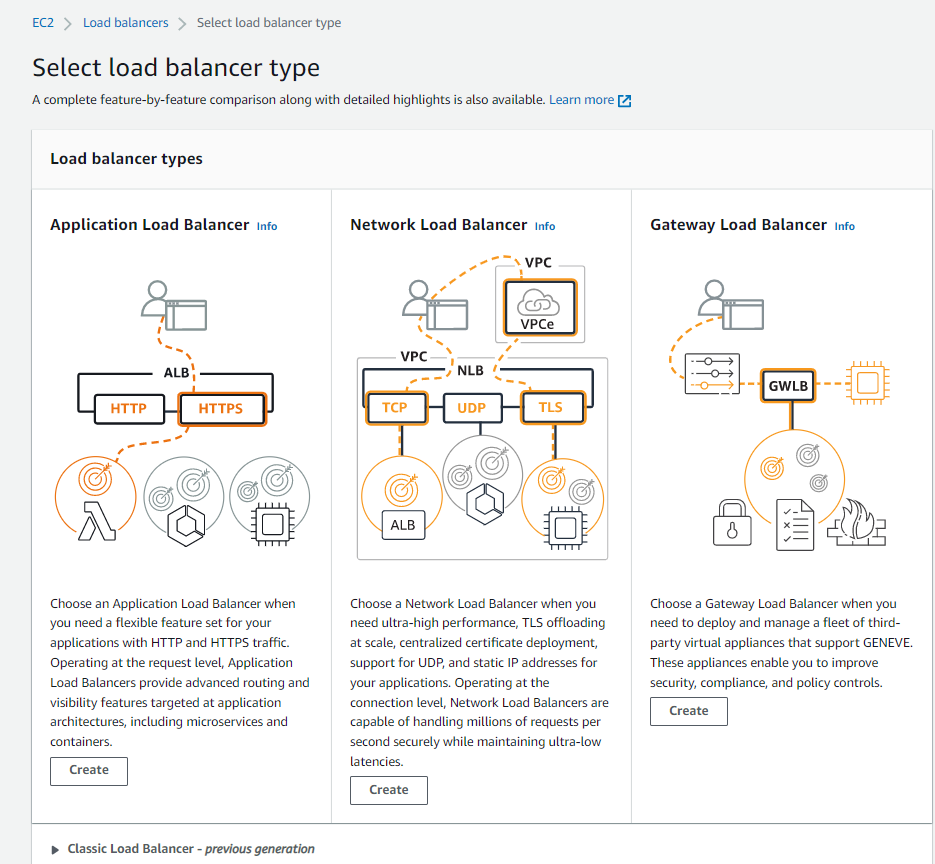 EC2 > Load balancers > Select load balancer type
Select load balancer type
A complete feature-by-feature comparison along with detailed highlights is also available. Learn more
Load balancer types
Application Load Balancer Info
ALB
HTTP
HTTPS
Choose an Application Load Balancer when
you need a flexible feature set for your
applications with HTTP and HTTPS traffic.
Operating at the request level, Application
Load Balancers provide advanced routing and
visibility features targeted at application
architectures, including microservices and
containers.
Create
Network Load Balancer Info
VPC
VPCe
VPC
NLB
TCP
UDP
TLS
ALB
Choose a Network Load Balancer when you
need ultra-high performance, TLS offloading
at scale, centralized certificate deployment,
support for UDP, and static IP addresses for
your applications. Operating at the
connection level, Network Load Balancers are
capable of handling millions of requests per
second securely while maintaining ultra-low
latencies.
Create
Gateway Load Balancer Info
GWLB
Choose a Gateway Load Balancer when you
need to deploy and manage a fleet of third-
party virtual appliances that support GENEVE.
These appliances enable you to improve
security, compliance, and policy controls.
Create
Classic Load Balancer - previous generation